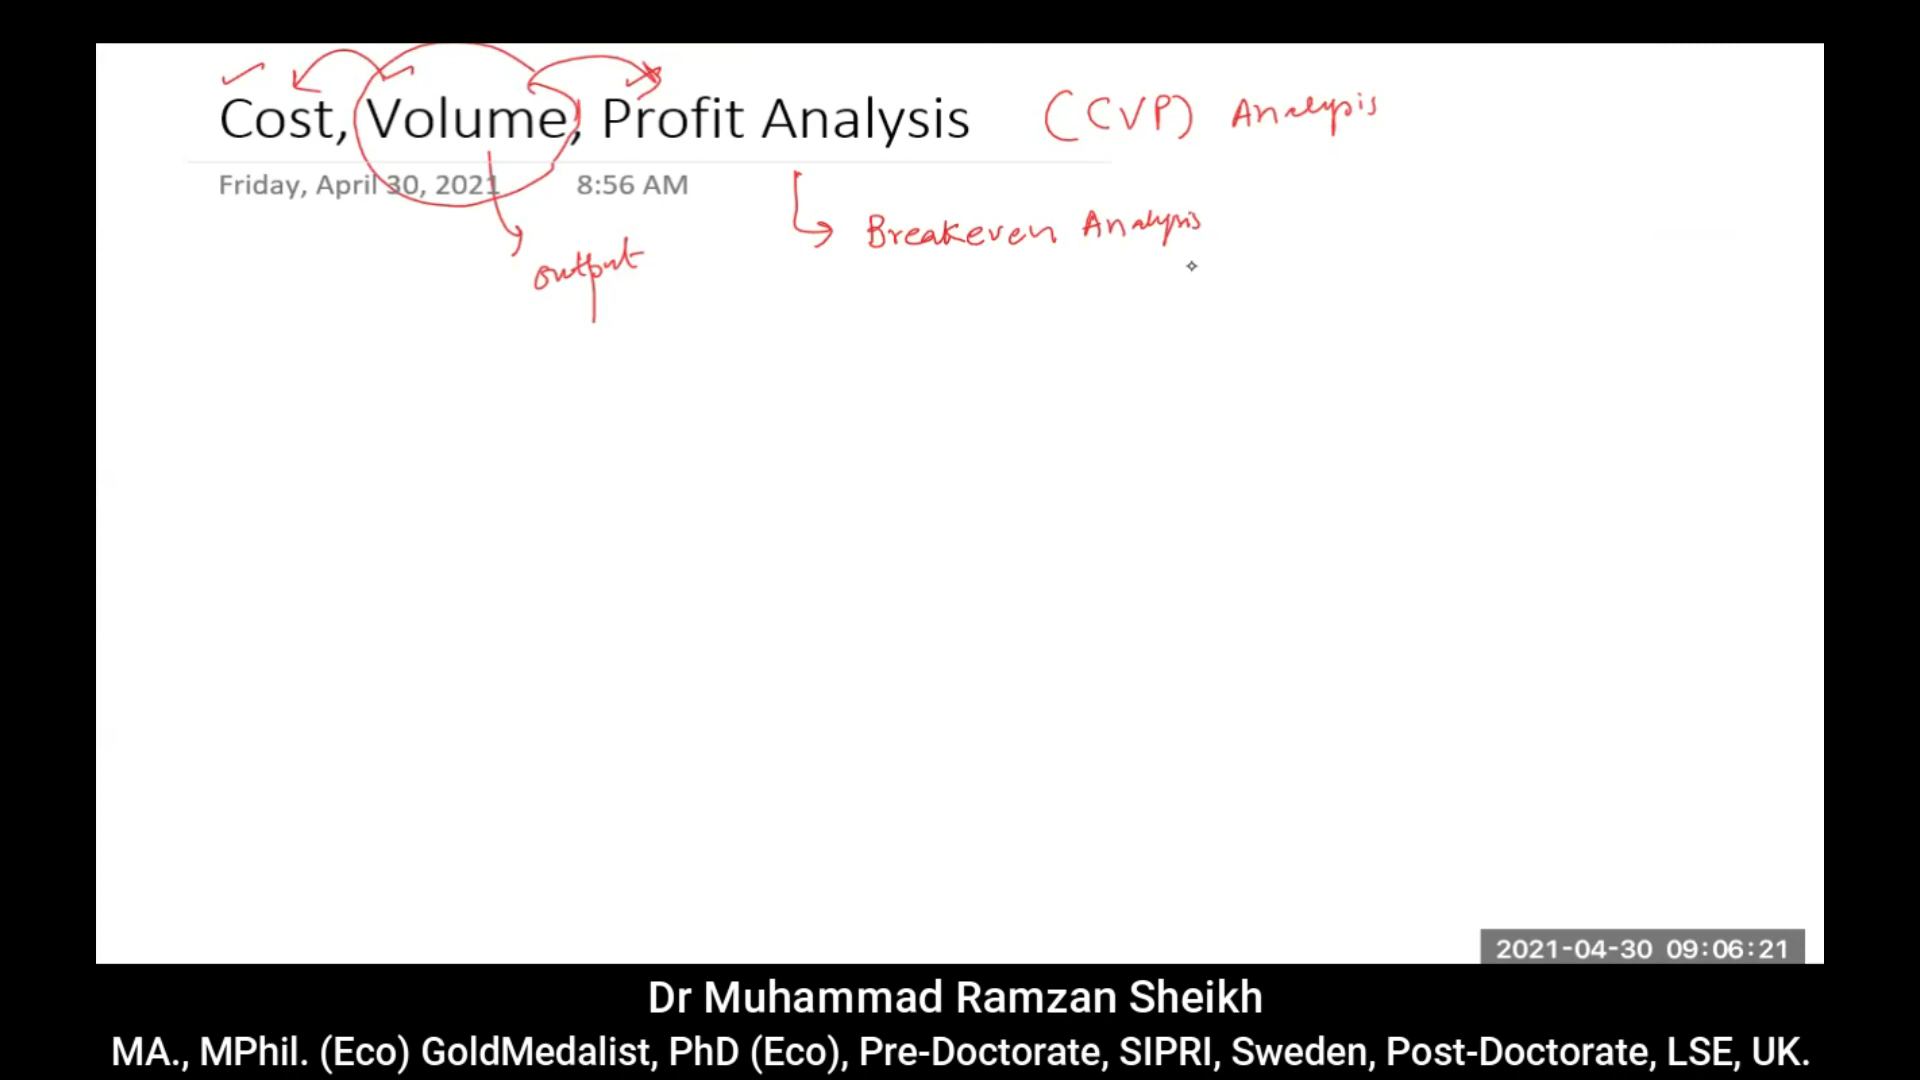 Cost, Volume, Profit Analysis (CVP) Analysis
Friday, April 30, 2021 8:56 AM
Breakeven Analysis
output
2021-04-30 09:06:21
Dr Muhammad Ramzan Sheikh
MA., MPhil. (Eco) GoldMedalist, PhD (Eco), Pre-Doctorate, SIPRI, Sweden, Post-Doctorate, LSE, UK.